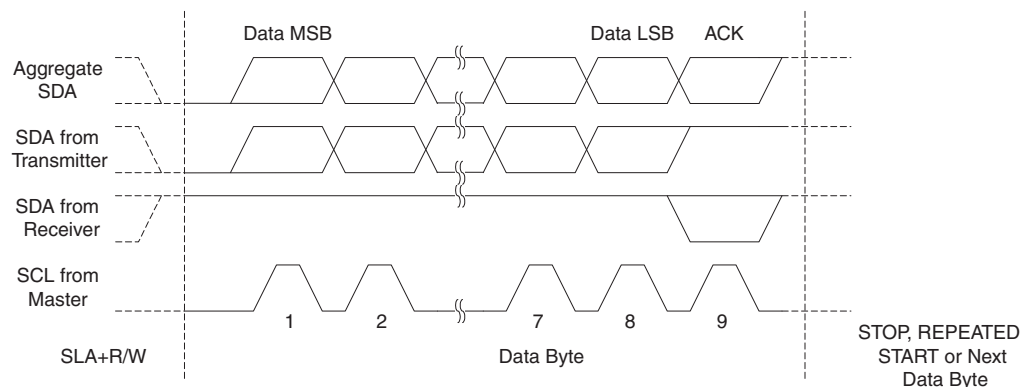 Data MSB
Data LSB
ACK
Aggregate
SDA
SDA from
Transmitter
SDA from
Receiver
SCL from
Master
1
2
7
8
9
SLA+R/W
Data Byte
STOP, REPEATED
START or Next
Data Byte